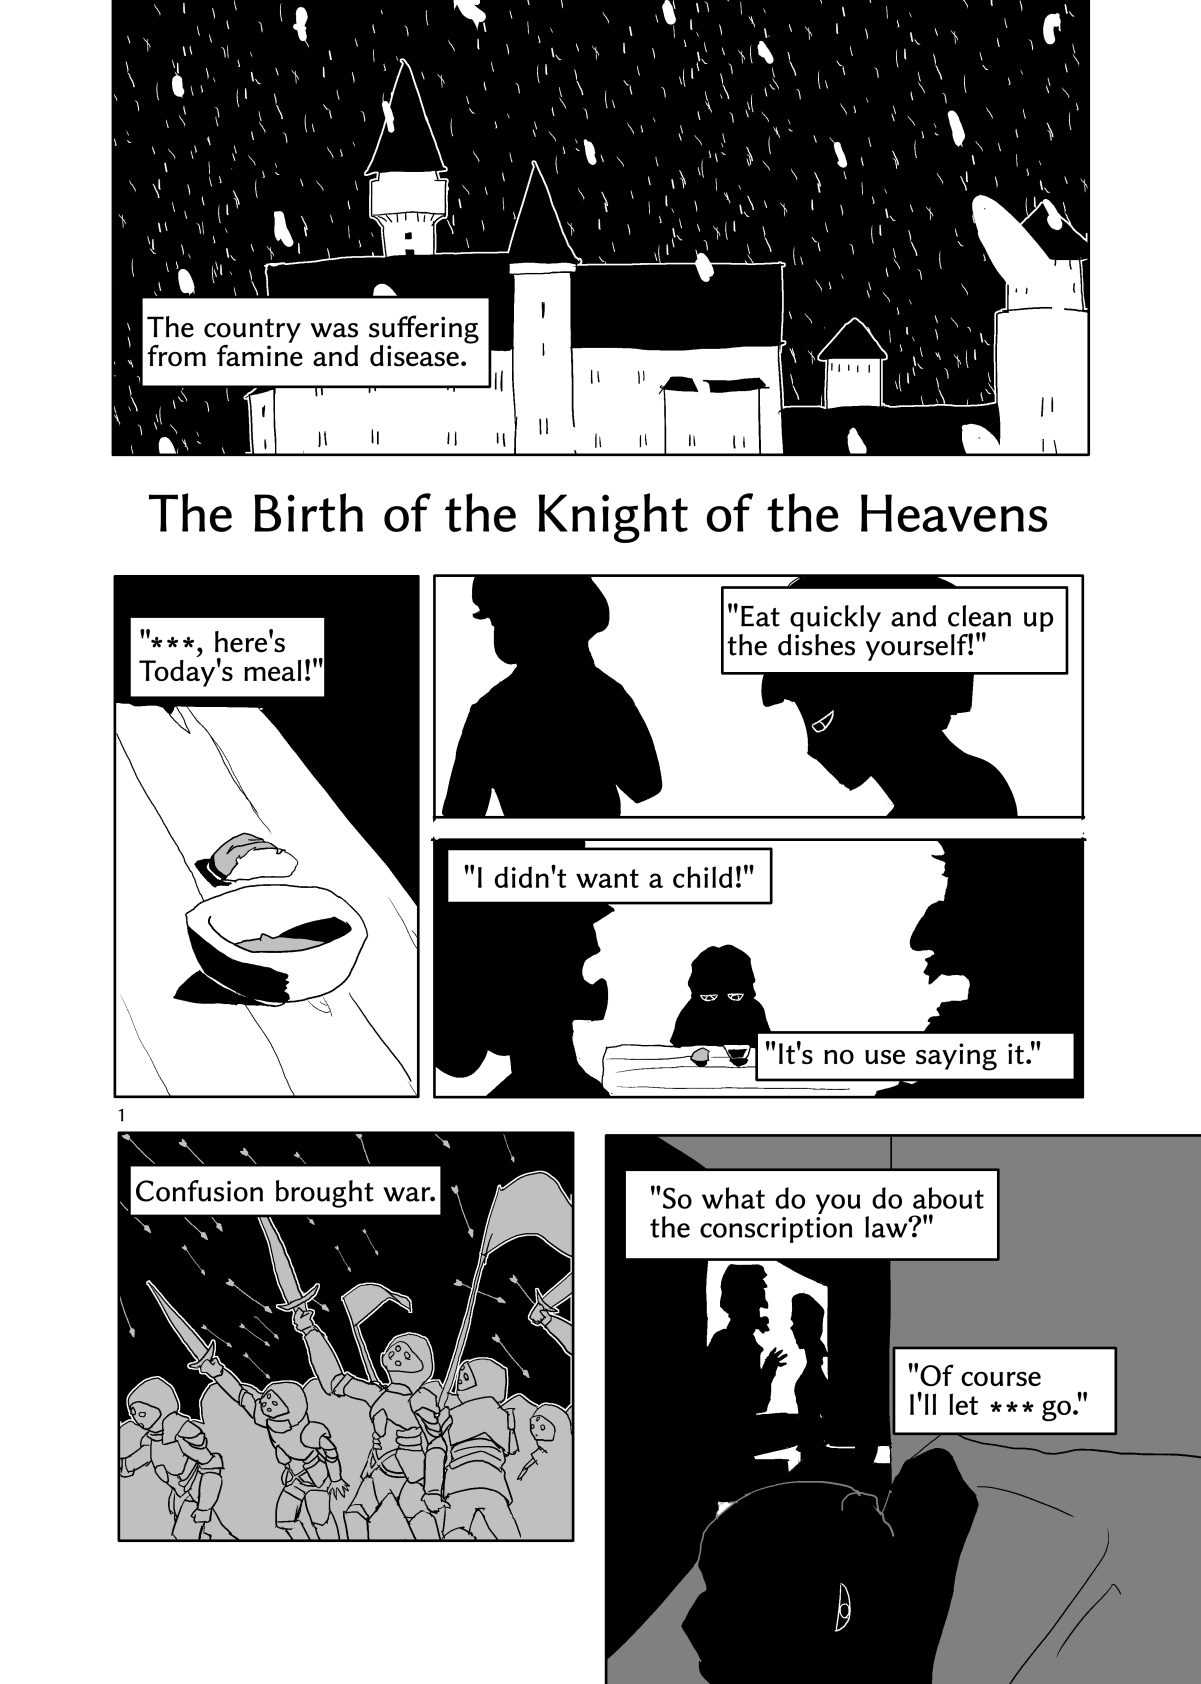 The country was suffering
from famine and disease.
The Birth of the Knight of the Heavens
"***, here's
Today's meal!"
"Eat quickly and clean up
the dishes yourself!"
"I didn't want a child!"
"It's no use saying it."
1
Confusion brought war.
"So what do you do about
the conscription law?"
"Of course
I'll let *** go."